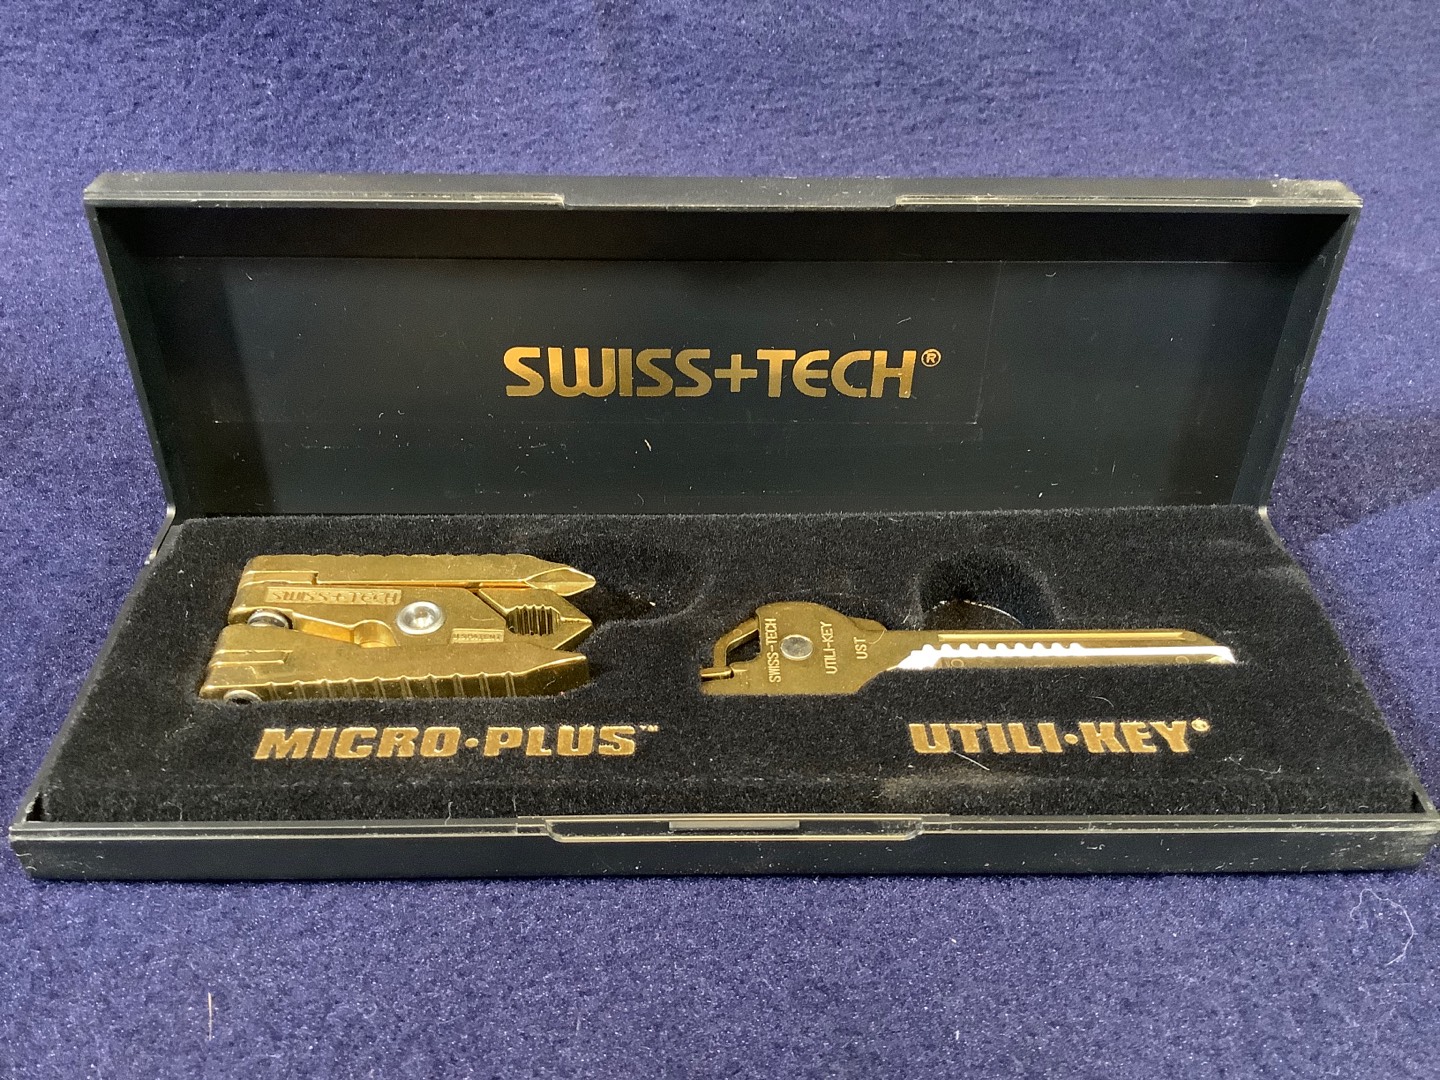 SWISS+TECH®
SWISS+TECH
SWISS-TECH
UTILI-KEY
UST
MICRO•PLUS™
UTILI•KEY®